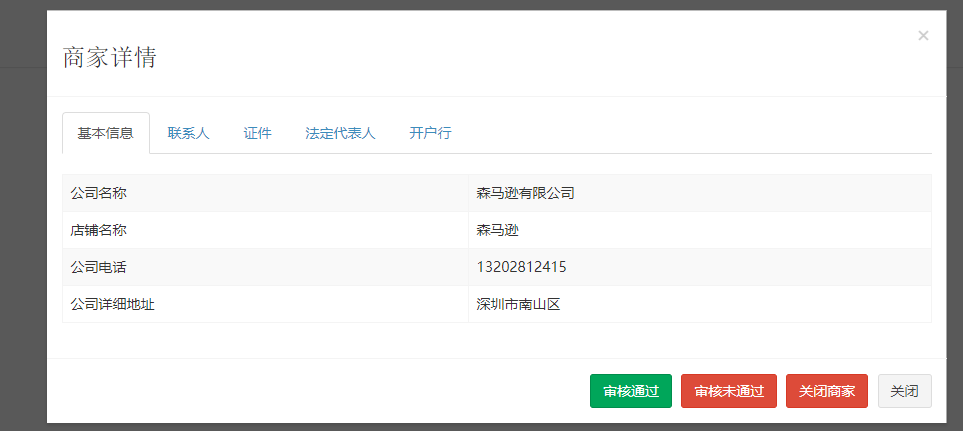 商家详情
×
基本信息 联系人 证件 法定代表人 开户行
公司名称 森马逊有限公司
店铺名称 森马逊
公司电话 13202812415
公司详细地址 深圳市南山区
审核通过 审核未通过 关闭商家 关闭